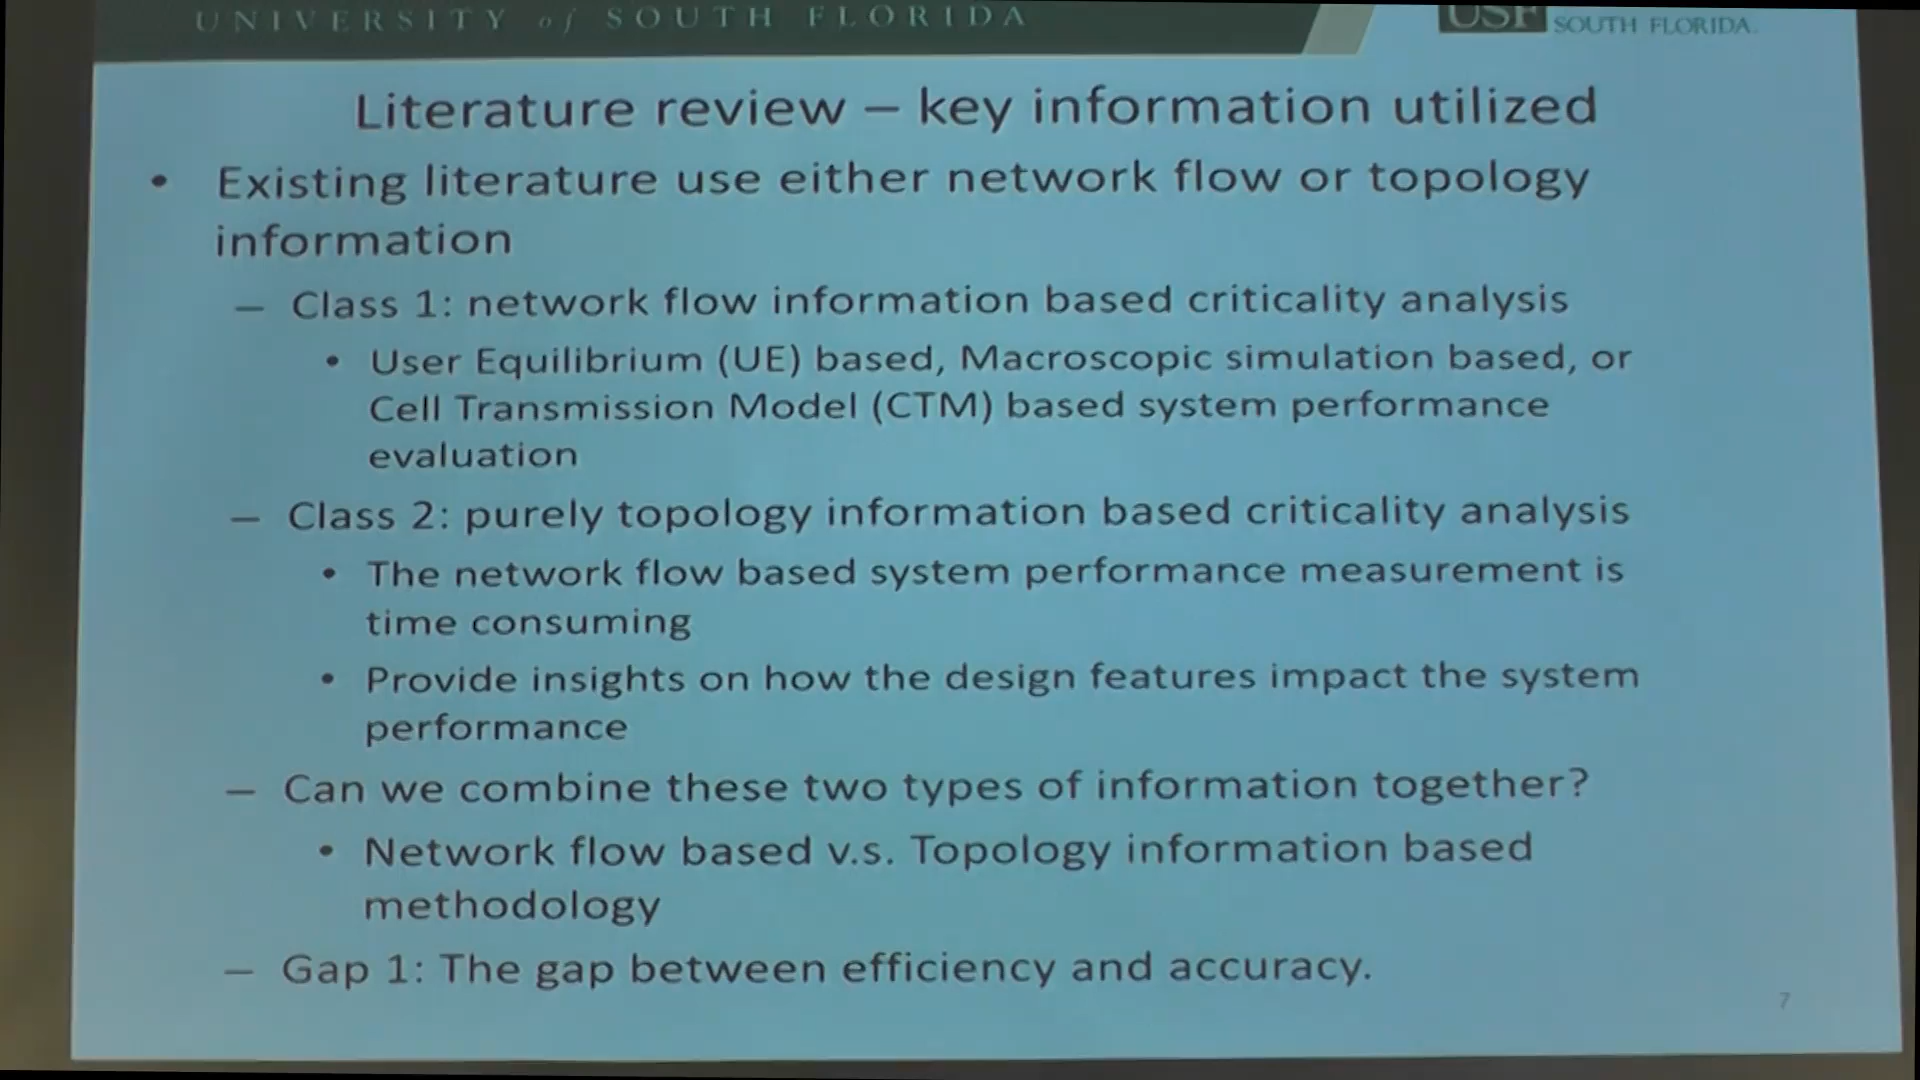 UNIVERSITY of SOUTH FLORIDA
USF SOUTH FLORIDA.
Literature review – key information utilized
• Existing literature use either network flow or topology
information
– Class 1: network flow information based criticality analysis
• User Equilibrium (UE) based, Macroscopic simulation based, or
Cell Transmission Model (CTM) based system performance
evaluation
– Class 2: purely topology information based criticality analysis
• The network flow based system performance measurement is
time consuming
• Provide insights on how the design features impact the system
performance
– Can we combine these two types of information together?
• Network flow based v.s. Topology information based
methodology
– Gap 1: The gap between efficiency and accuracy.
7